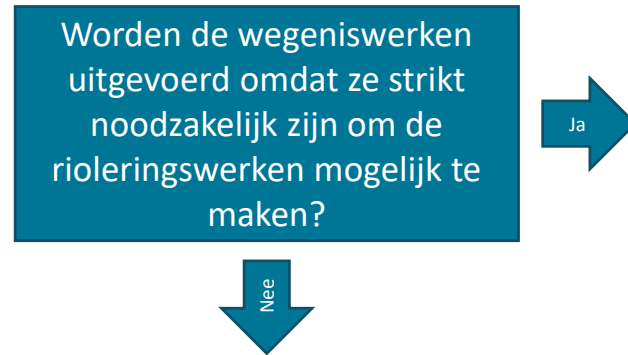 Worden de wegeniswerken
uitgevoerd omdat ze strikt
noodzakelijk zijn om de
rioleringswerken mogelijk te
maken?
Ja
Nee